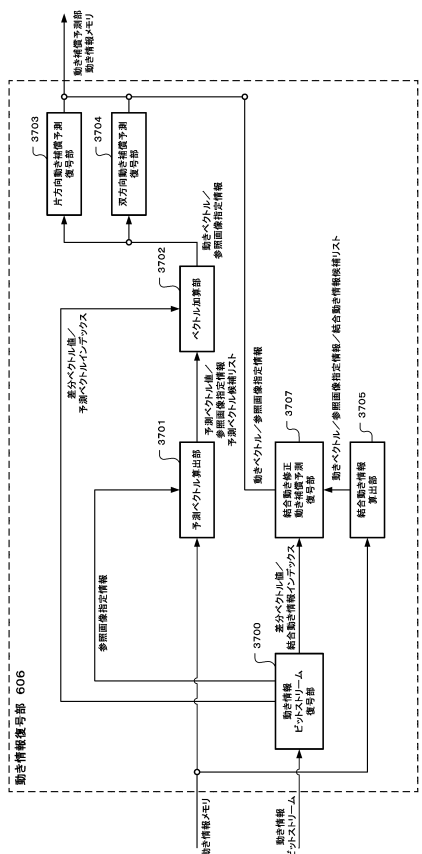 動き情報復号部 606
動き補償予測部
動き情報メモリ
3703
片方向動き補償予測
復号部
3704
双方向動き補償予測
復号部
動きベクトル/
参照画像指定情報
3702
ベクトル加算部
差分ベクトル値/
予測ベクトルインデックス
予測ベクトル値/
参照画像指定情報
予測ベクトル候補リスト
3701
予測ベクトル算出部
参照画像指定情報
動きベクトル/参照画像指定情報
3707
結合動き修正
動き補償予測
復号部
動きベクトル/参照画像指定情報/結合動き情報候補リスト
3705
結合動き情報
算出部
差分ベクトル値/
結合動き情報インデックス
3700
動き情報
ビットストリーム
復号部
動き情報メモリ
動き情報
ビットストリーム